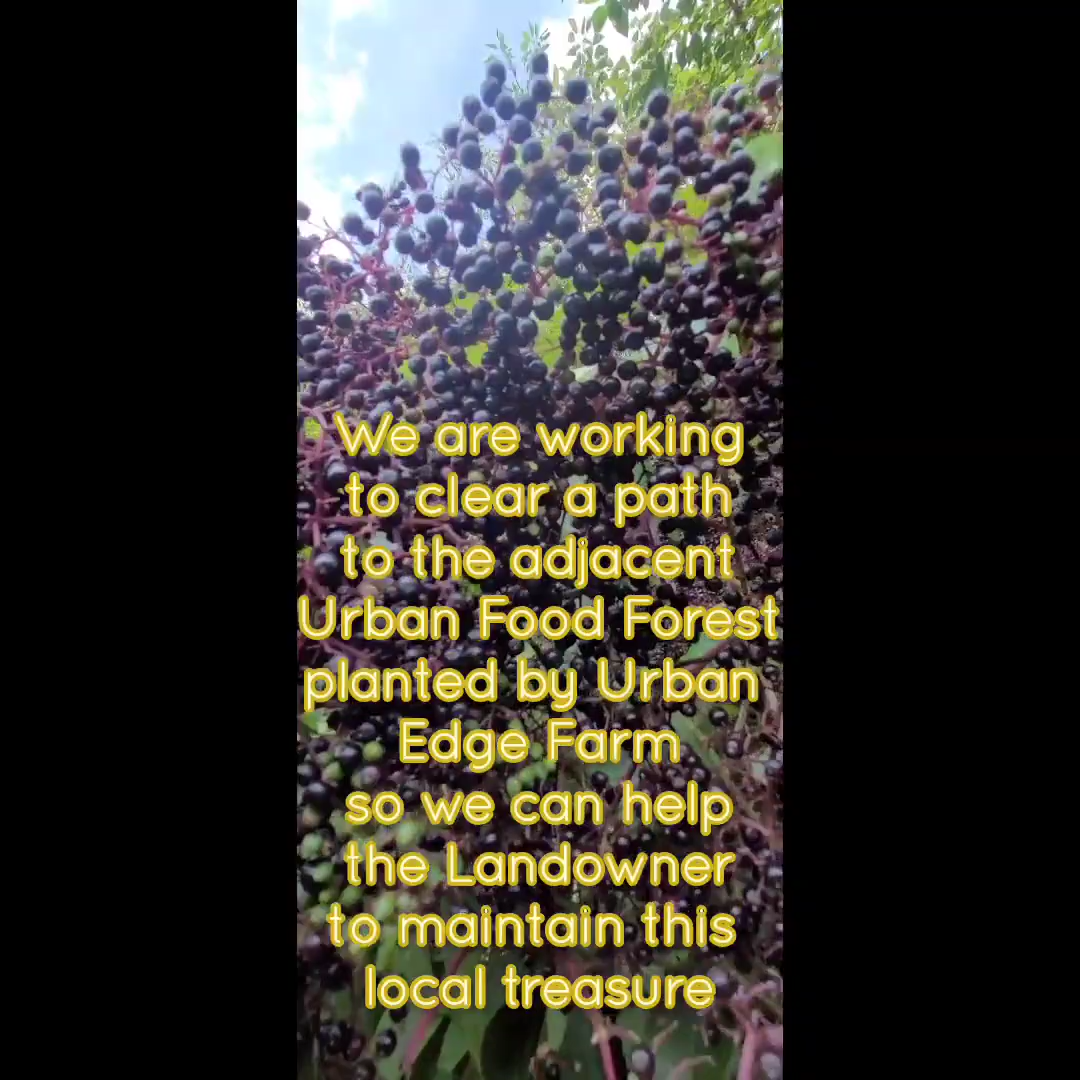 We are working
to clear a path
to the adjacent
Urban Food Forest
planted by Urban
Edge Farm
so we can help
the Landowner
to maintain this
local treasure